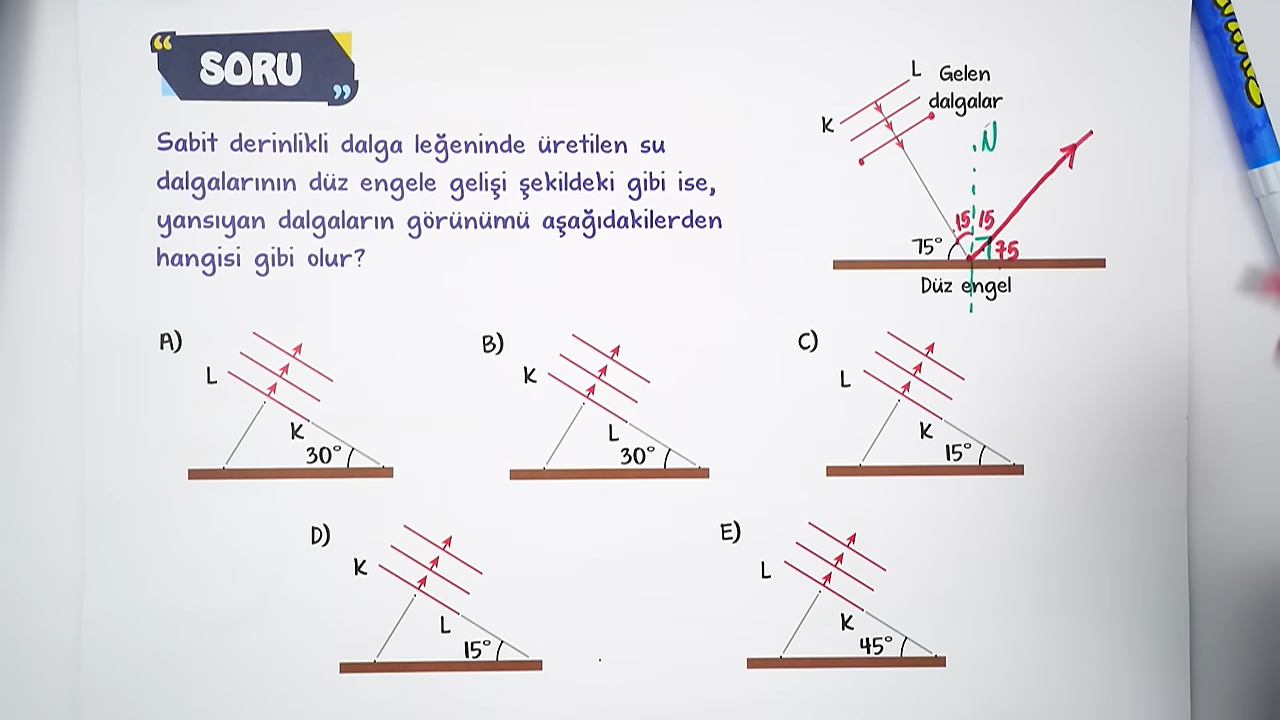 SORU
Sabit derinlikli dalga leğeninde üretilen su
dalgalarının düz engele gelişi şekildeki gibi ise,
yansıyan dalgaların görünümü aşağıdakilerden
hangisi gibi olur?
L Gelen
dalgalar
K
N
15 15
75° 75
Düz engel
A)
L
K
30°
B)
K
L
30°
C)
L
K
15°
D)
K
L
15°
E)
L
K
45°